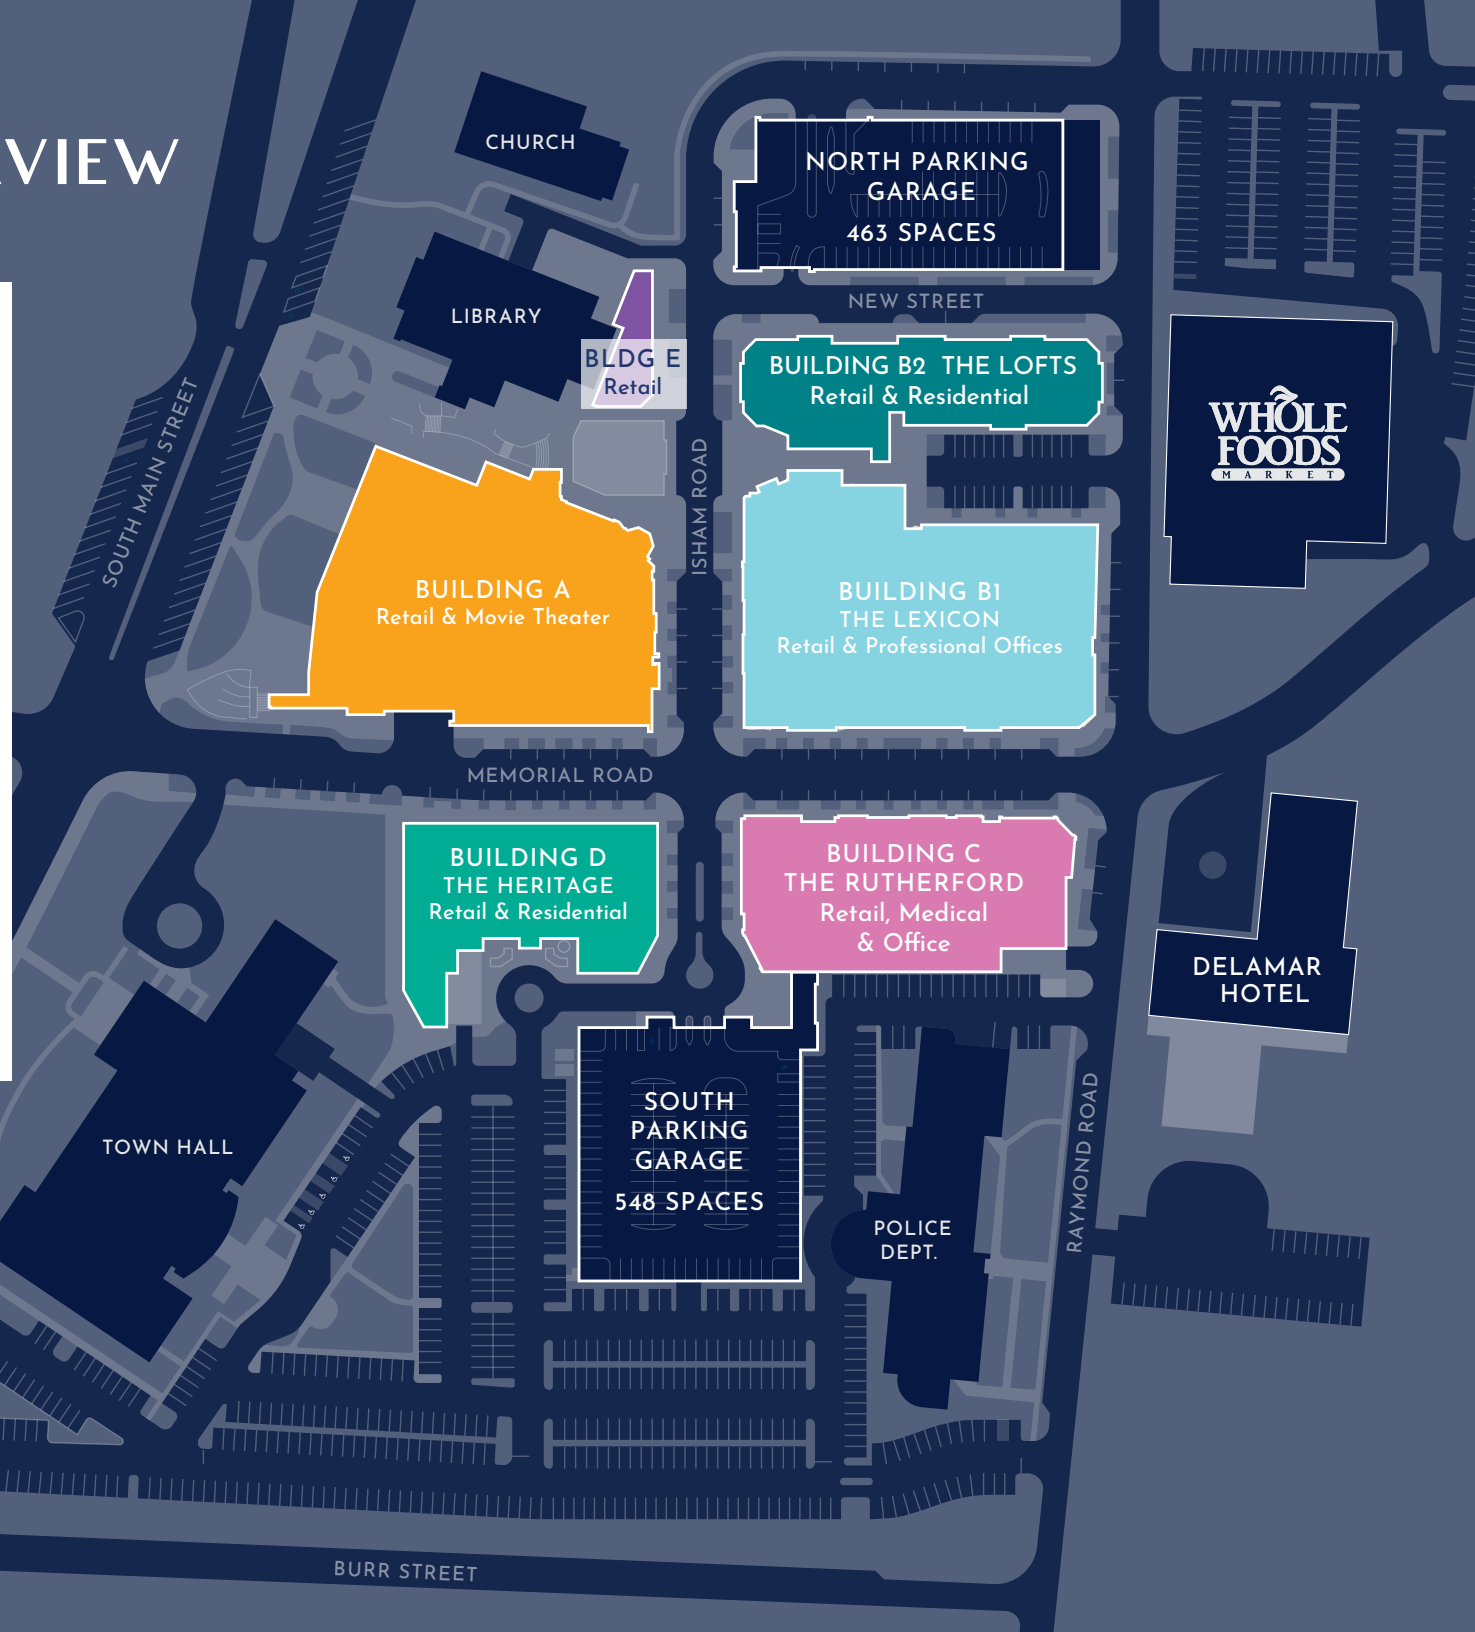 VIEW
CHURCH
NORTH PARKING
GARAGE
463 SPACES
LIBRARY
NEW STREET
BLDG E
Retail
BUILDING B2 THE LOFTS
Retail & Residential
WHOLE
FOODS
MARKET
SOUTH MAIN STREET
ISHAM ROAD
BUILDING A
Retail & Movie Theater
BUILDING B1
THE LEXICON
Retail & Professional Offices
MEMORIAL ROAD
BUILDING D
THE HERITAGE
Retail & Residential
BUILDING C
THE RUTHERFORD
Retail, Medical
& Office
DELAMAR
HOTEL
TOWN HALL
SOUTH
PARKING
GARAGE
548 SPACES
POLICE
DEPT.
RAYMOND ROAD
BURR STREET